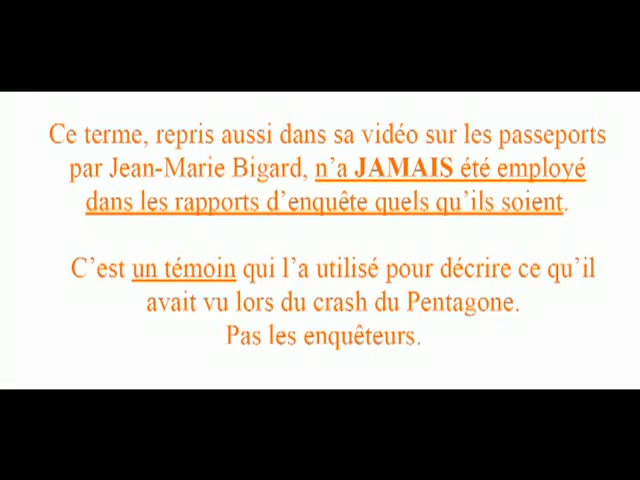 Ce terme, repris aussi dans sa vidéo sur les passeports
par Jean-Marie Bigard, n'a JAMAIS été employé
dans les rapports d'enquête quels qu'ils soient.
C'est un témoin qui l'a utilisé pour décrire ce qu'il
avait vu lors du crash du Pentagone.
Pas les enquêteurs.